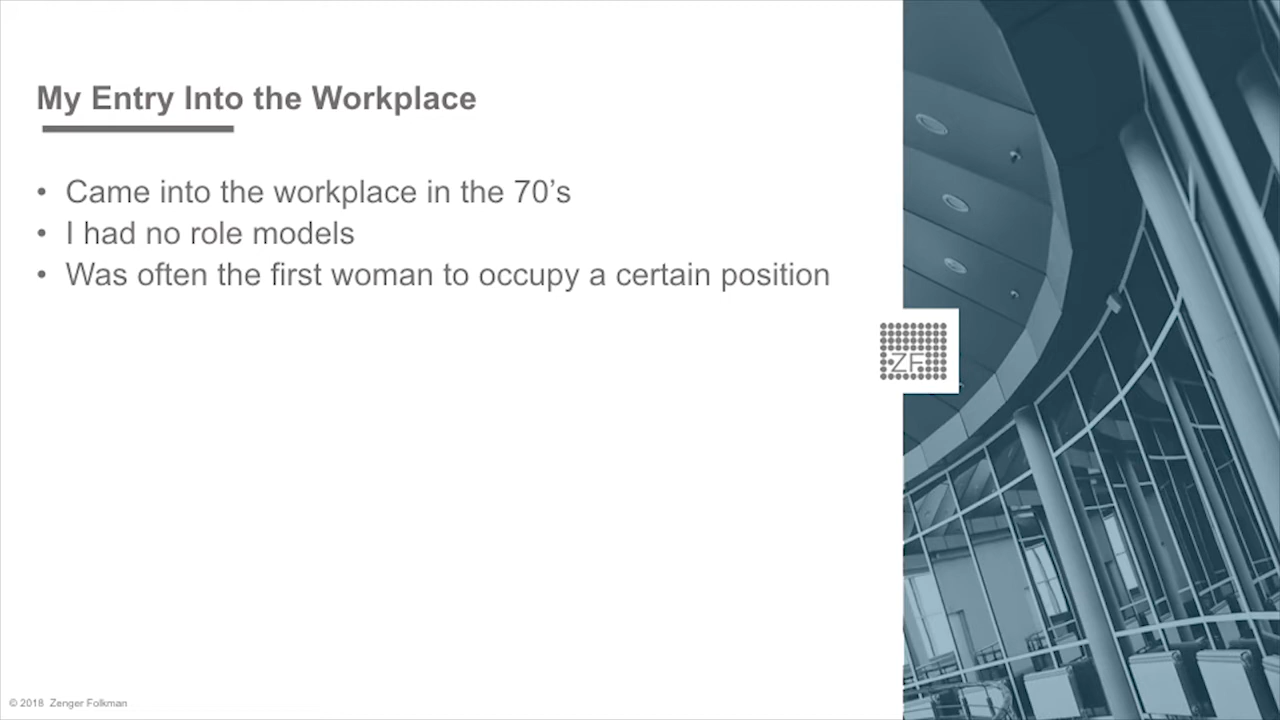 My Entry Into the Workplace
• Came into the workplace in the 70’s
• I had no role models
• Was often the first woman to occupy a certain position
ZF
© 2018 Zenger Folkman